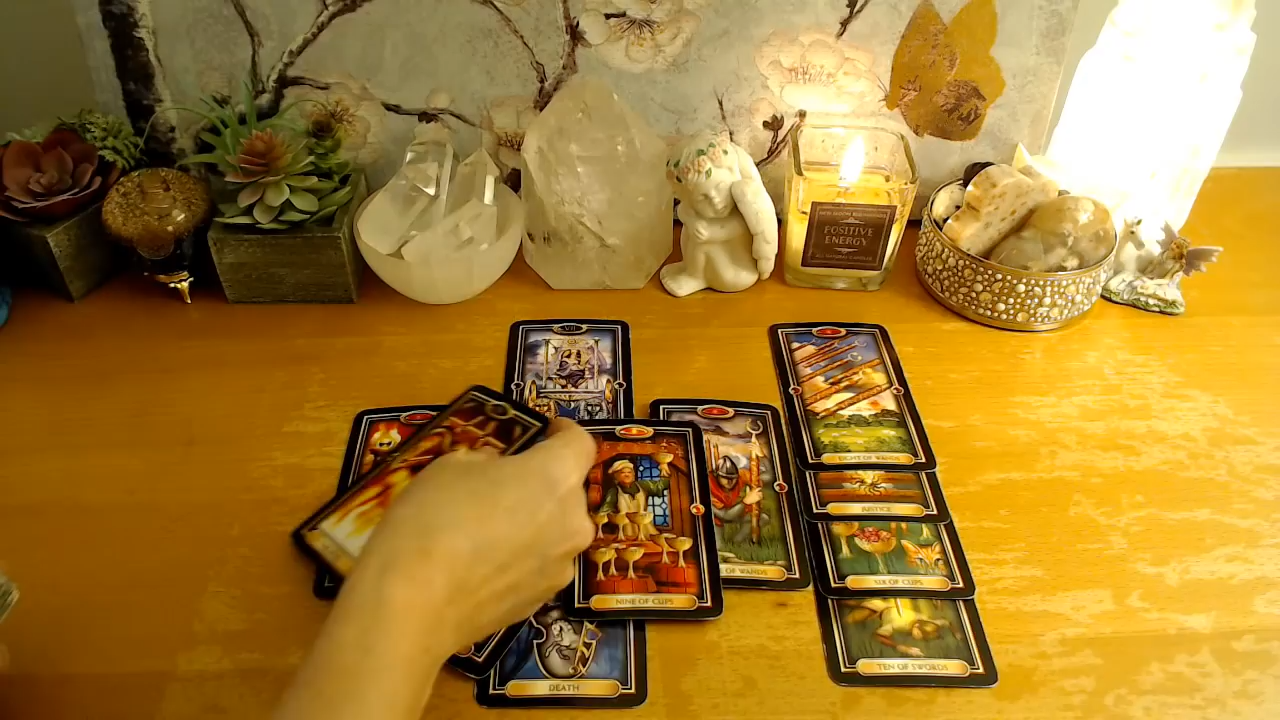 POSITIVE
ENERGY
VII
EIGHT OF WANDS
JUSTICE
SIX OF CUPS
TEN OF SWORDS
OF WANDS
NINE OF CUPS
DEATH